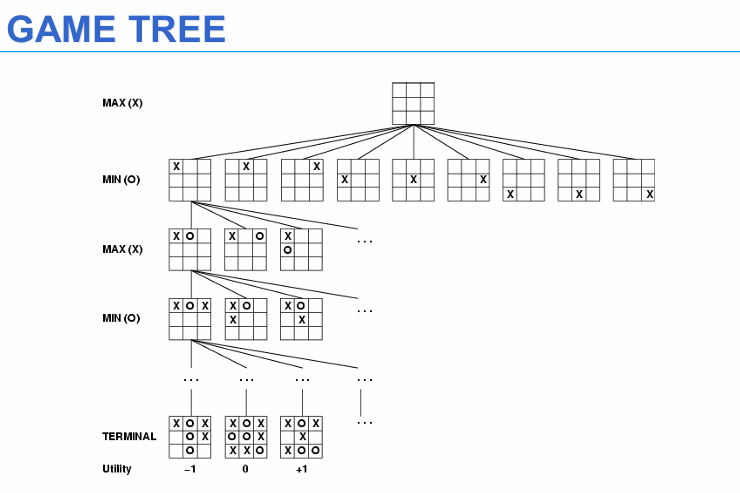 GAME TREE
MAX (X)
MIN (O)
X X X X X X X X X
MAX (X)
X O X O X
O
MIN (O)
X O X X O X O
X X
... ... ... ...
...
...
TERMINAL
X O X X O X X O X
O X O O X X
O X X O X O O
...
Utility −1 0 +1